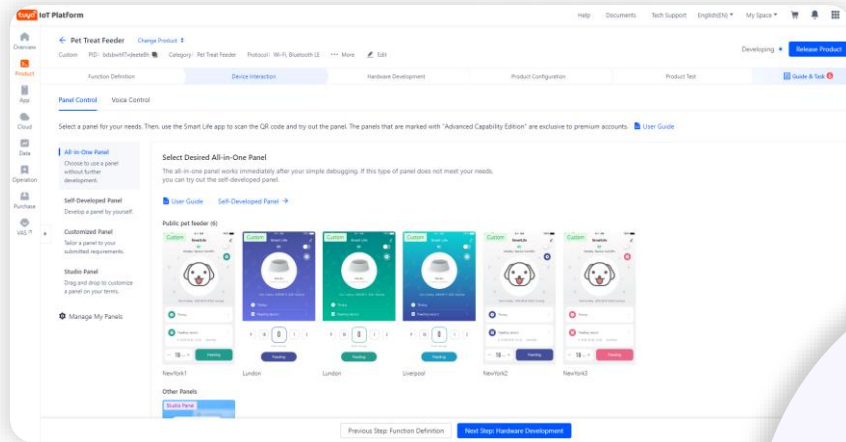 tuya IoT Platform
Help Documents Tech Support English(EN) My Space
Overview
Product
App
Cloud
Data
Operation
Purchase
VAS
Pet Treat Feeder Change Product
Custom PID: Category: Pet Treat Feeder Protocol: Wi-Fi, Bluetooth LE More Edit
Developing Release Product
Function Definition Device Interaction Hardware Development Product Configuration Product Test Guide & Task 6
Panel Control Voice Control
Select a panel for your needs. Then, use the Smart Life app to scan the QR code and try out the panel. The panels that are marked with "Advanced Capability Edition" are exclusive to premium accounts. User Guide
All-in-One Panel
Choose to use a panel
without further
development.
Self-Developed Panel
Develop a panel by yourself.
Customized Panel
Tailor a panel to your
submitted requirements.
Studio Panel
Drag and drop to customize
a panel on your terms.
Manage My Panels
Select Desired All-in-One Panel
The all-in-one panel works immediately after your simple debugging. If this type of panel does not meet your needs,
you can try out the self-developed panel.
User Guide Self-Developed Panel
Public pet feeder (6)
Custom Custom Custom Custom Custom Custom
NewYork1 Lundon Lundon Liverpool NewYork2 NewYork3
Other Panels
Studio Panel
Previous Step: Function Definition Next Step: Hardware Development